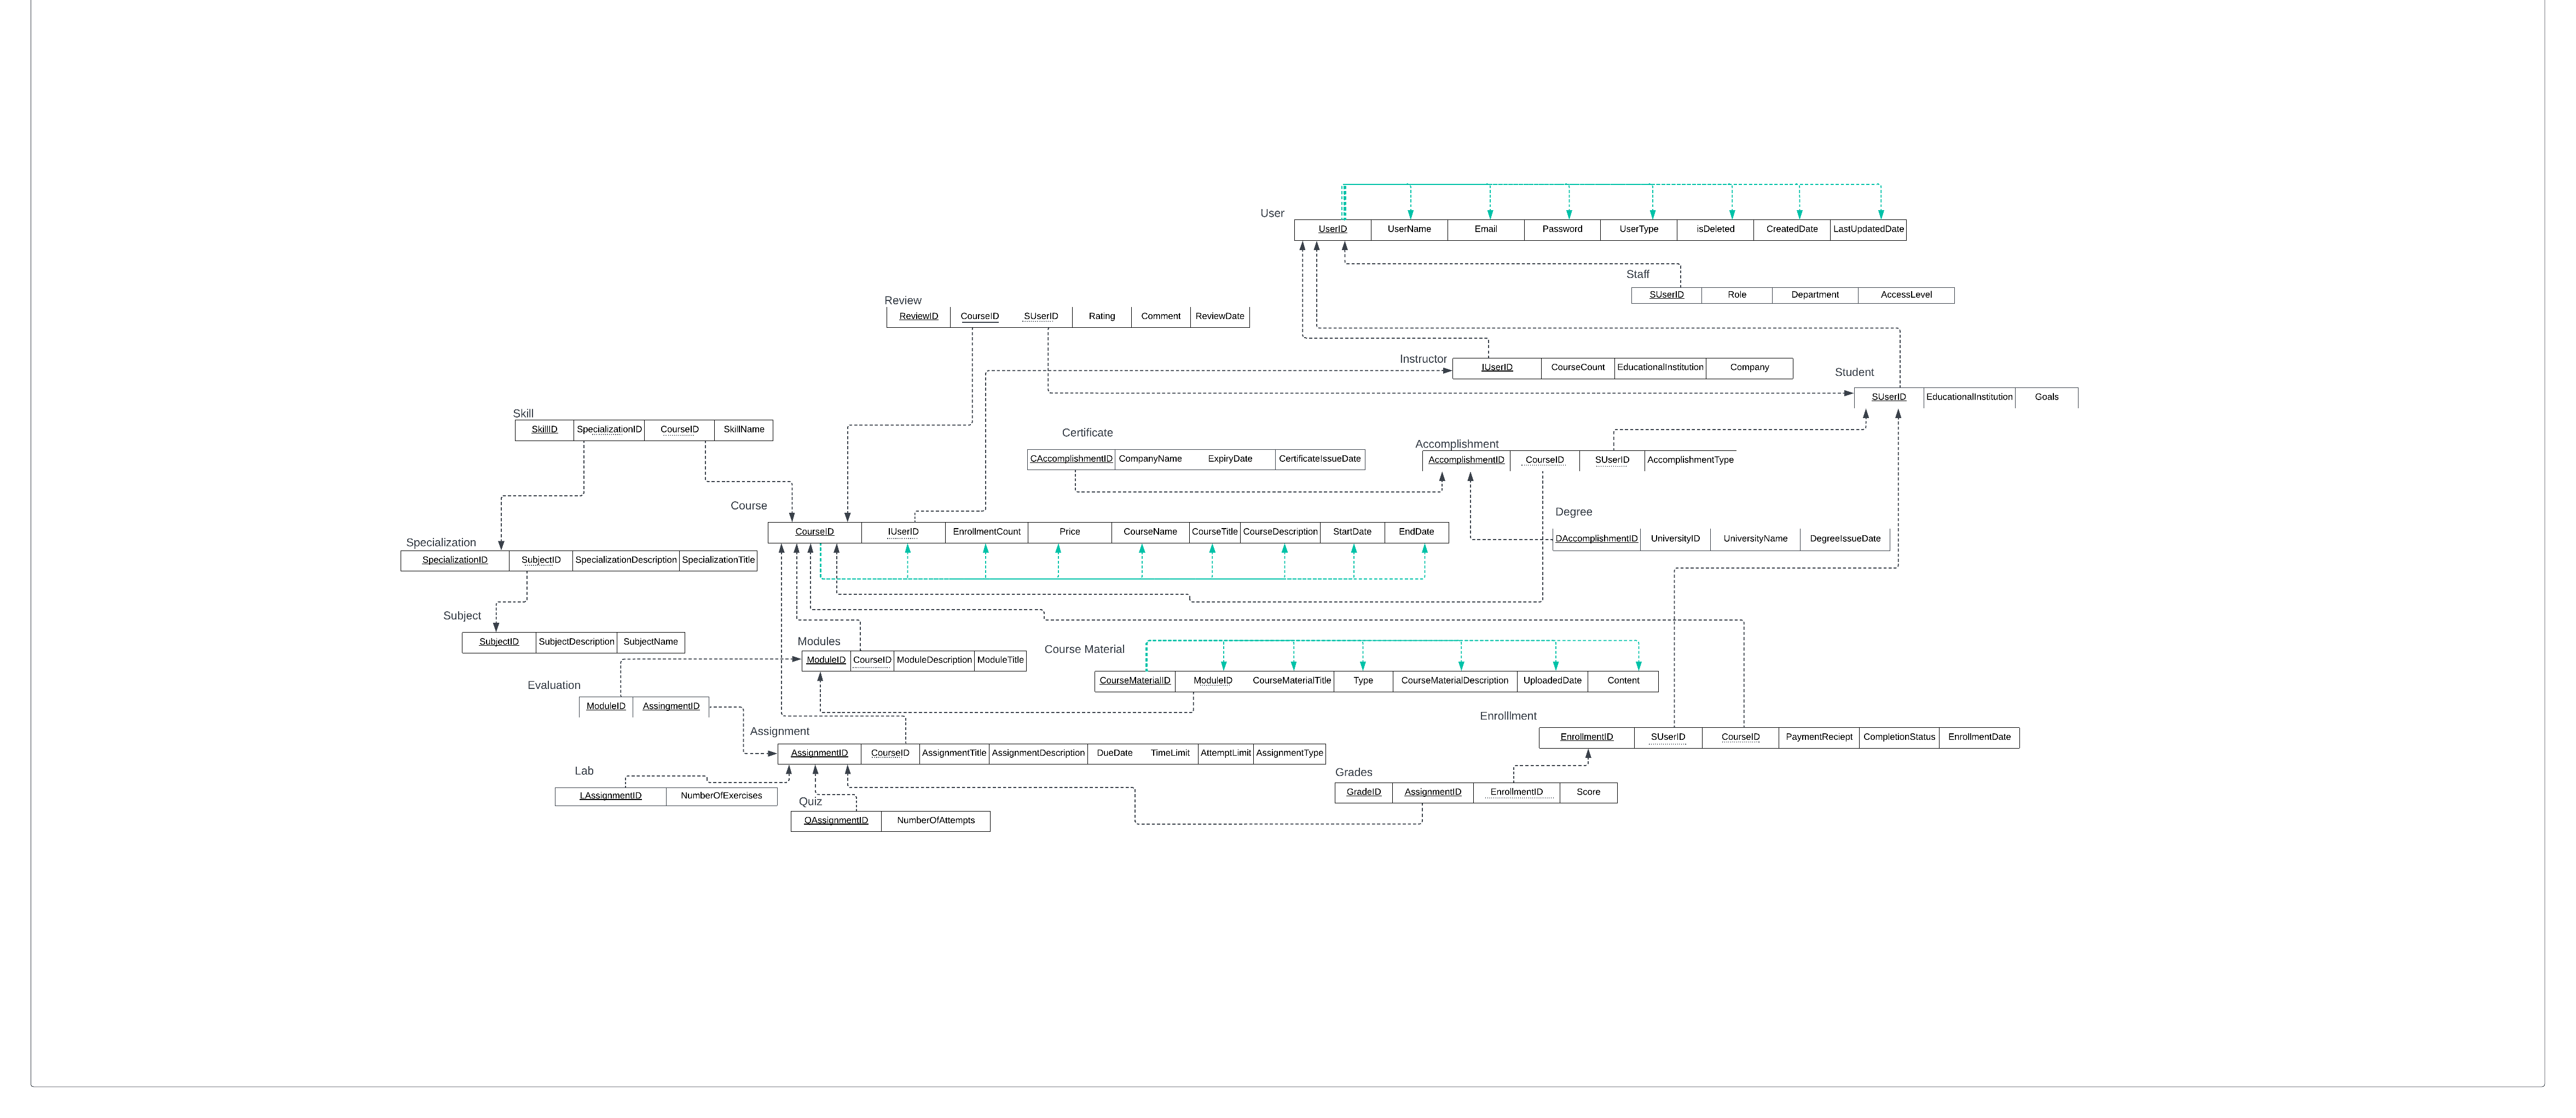 User
UserID UserName Email Password UserType isDeleted CreatedDate LastUpdatedDate
Staff
SUserID Role Department AccessLevel
Review
ReviewID CourseID SUserID Rating Comment ReviewDate
Instructor
IUserID CourseCount EducationalInstitution Company
Student
SUserID EducationalInstitution Goals
Skill
SkillID SpecializationID CourseID SkillName
Certificate
CAccomplishmentID CompanyName ExpiryDate CertificateIssueDate
Accomplishment
AccomplishmentID CourseID SUserID AccomplishmentType
Course
CourseID IUserID EnrollmentCount Price CourseName CourseTitle CourseDescription StartDate EndDate
Degree
DAccomplishmentID UniversityID UniversityName DegreeIssueDate
Specialization
SpecializationID SubjectID SpecializationDescription SpecializationTitle
Subject
SubjectID SubjectDescription SubjectName
Modules
ModuleID CourseID ModuleDescription ModuleTitle
Course Material
CourseMaterialID ModuleID CourseMaterialTitle Type CourseMaterialDescription UploadedDate Content
Evaluation
ModuleID AssingmentID
Enrolllment
EnrollmentID SUserID CourseID PaymentReciept CompletionStatus EnrollmentDate
Assignment
AssignmentID CourseID AssignmentTitle AssignmentDescription DueDate TimeLimit AttemptLimit AssignmentType
Lab
LAssignmentID NumberOfExercises
Grades
GradeID AssignmentID EnrollmentID Score
Quiz
QAssignmentID NumberOfAttempts